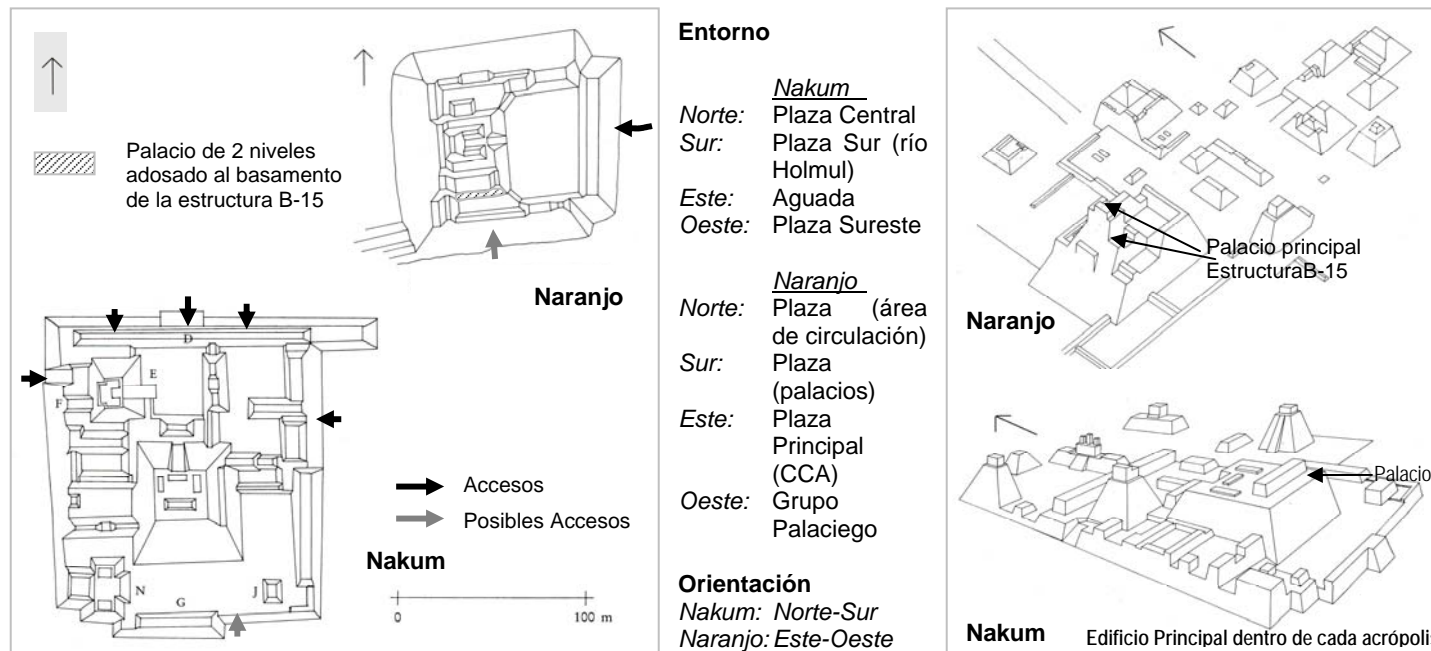 Palacio de 2 niveles
adosado al basamento
de la estructura B-15
Naranjo
D
E
F
N
G
J
Accesos
Posibles Accesos
Nakum
0
100 m
Entorno
Nakum
Norte: Plaza Central
Sur: Plaza Sur (río
Holmul)
Este: Aguada
Oeste: Plaza Sureste
Naranjo
Norte: Plaza (área
de circulación)
Sur: Plaza
(palacios)
Este: Plaza
Principal
(CCA)
Oeste: Grupo
Palaciego
Orientación
Nakum: Norte-Sur
Naranjo: Este-Oeste
Palacio principal
EstructuraB-15
Naranjo
Palacio
Nakum
Edificio Principal dentro de cada acrópolis